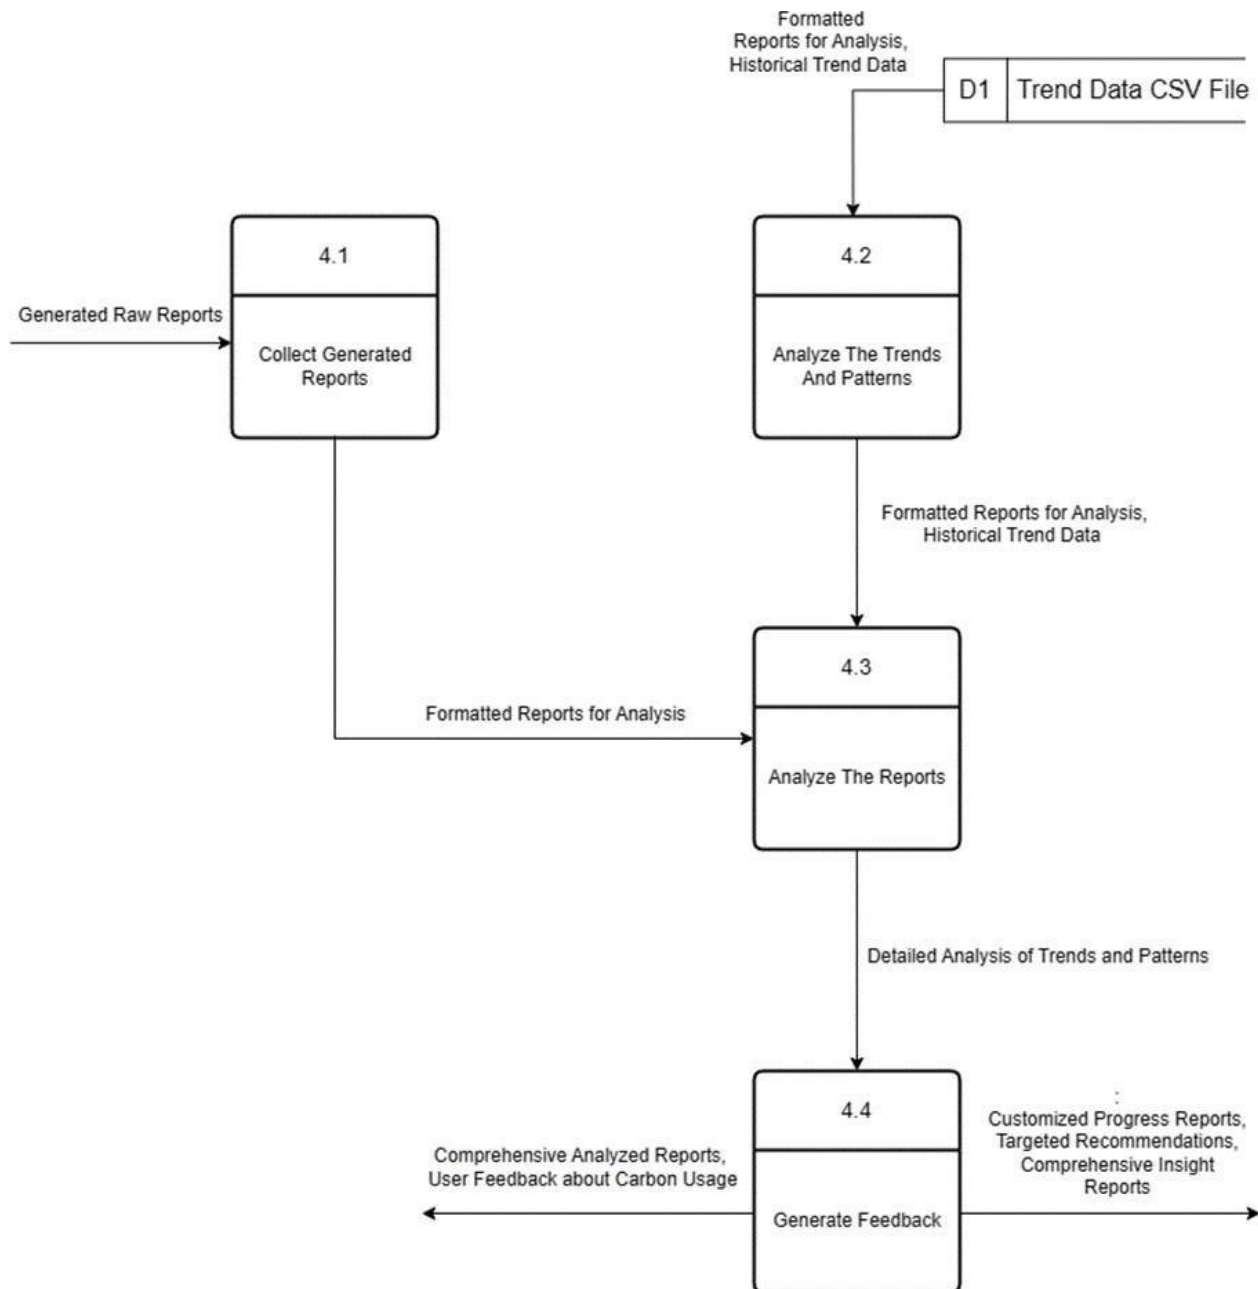 Formatted
Reports for Analysis,
Historical Trend Data
D1 Trend Data CSV File
4.1
4.2
Generated Raw Reports
Collect Generated
Reports
Analyze The Trends
And Patterns
Formatted Reports for Analysis,
Historical Trend Data
4.3
Formatted Reports for Analysis
Analyze The Reports
Detailed Analysis of Trends and Patterns
4.4
:
Customized Progress Reports,
Targeted Recommendations,
Comprehensive Insight
Reports
Comprehensive Analyzed Reports,
User Feedback about Carbon Usage
Generate Feedback